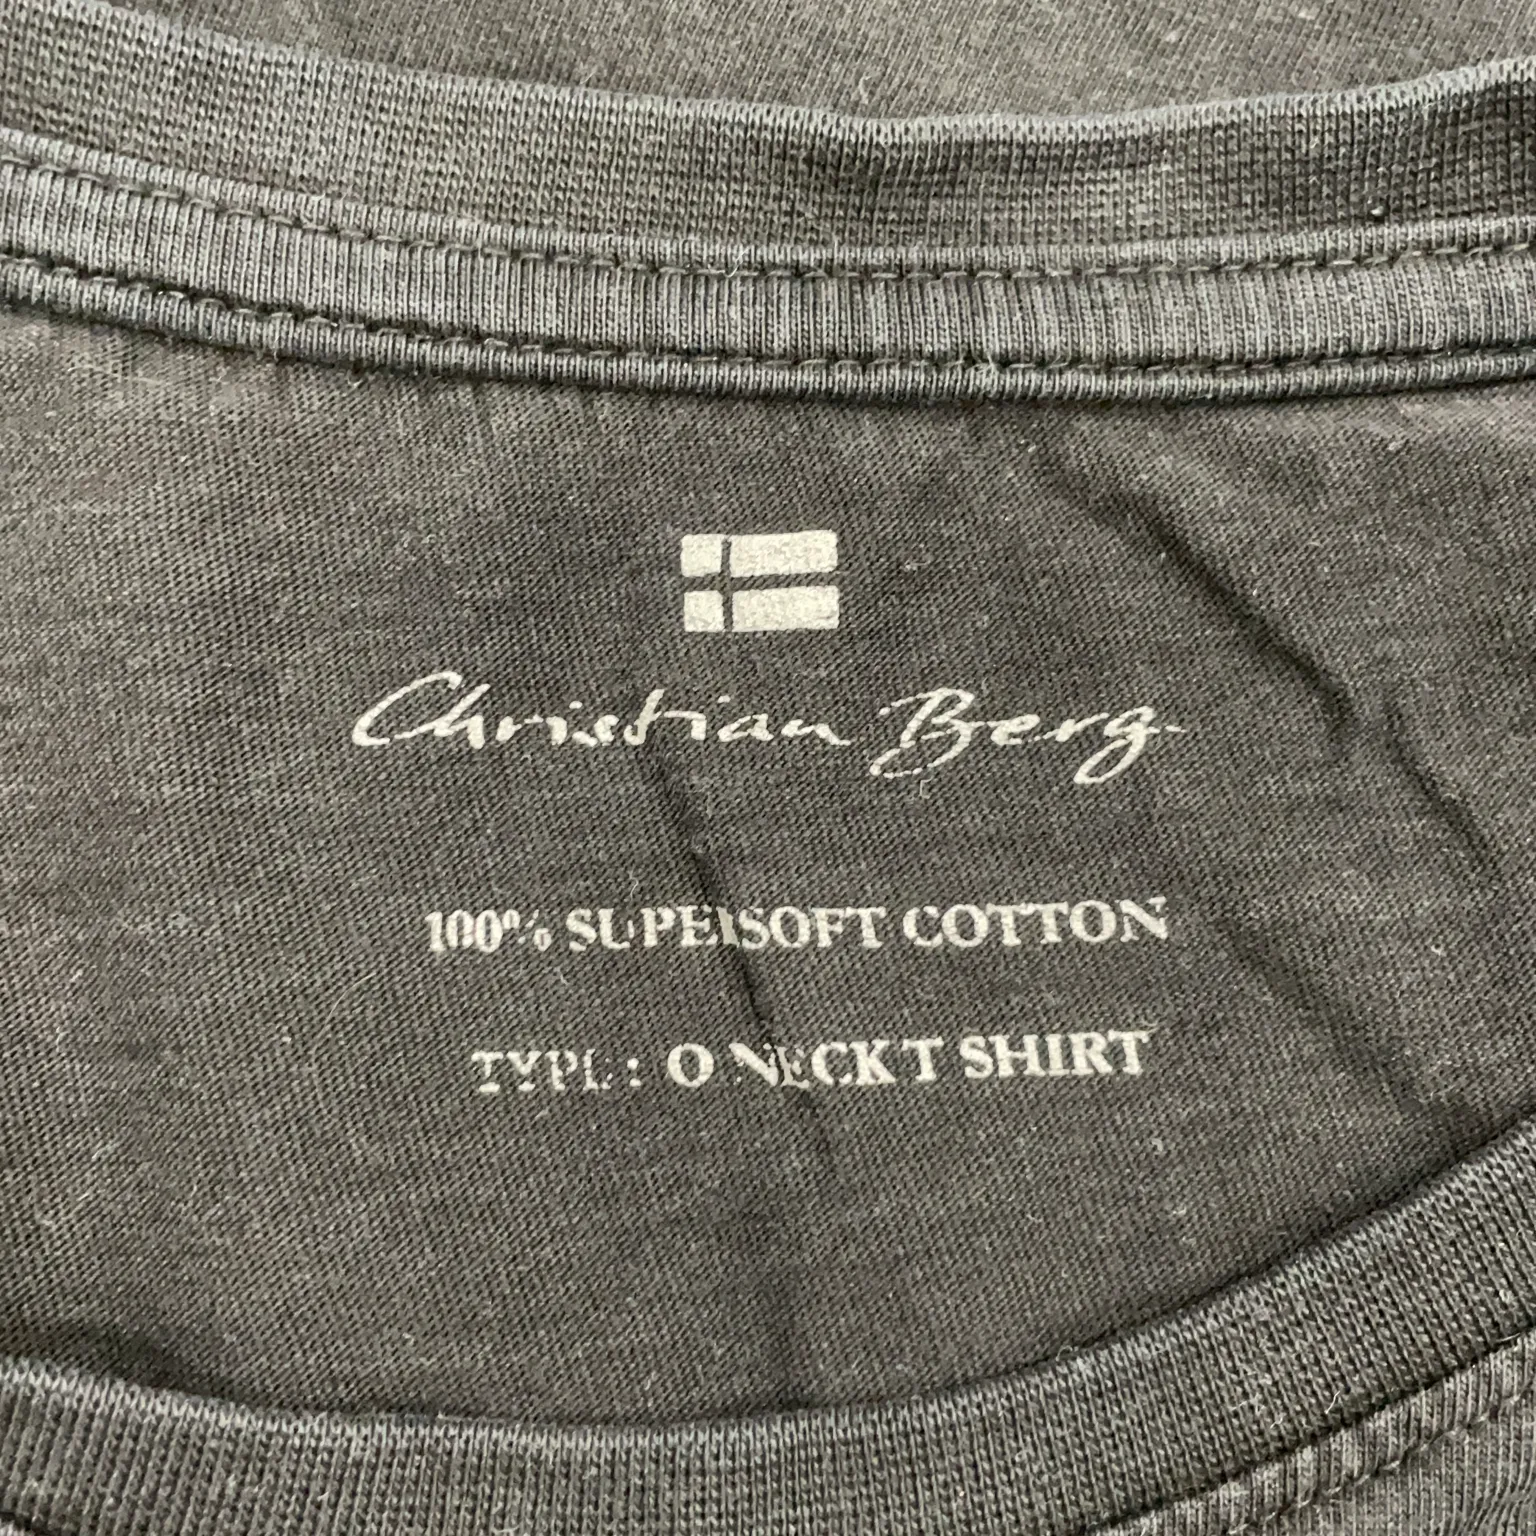 Christian Berg
100% SUPERSOFT COTTON
TYPE: O NECK T SHIRT